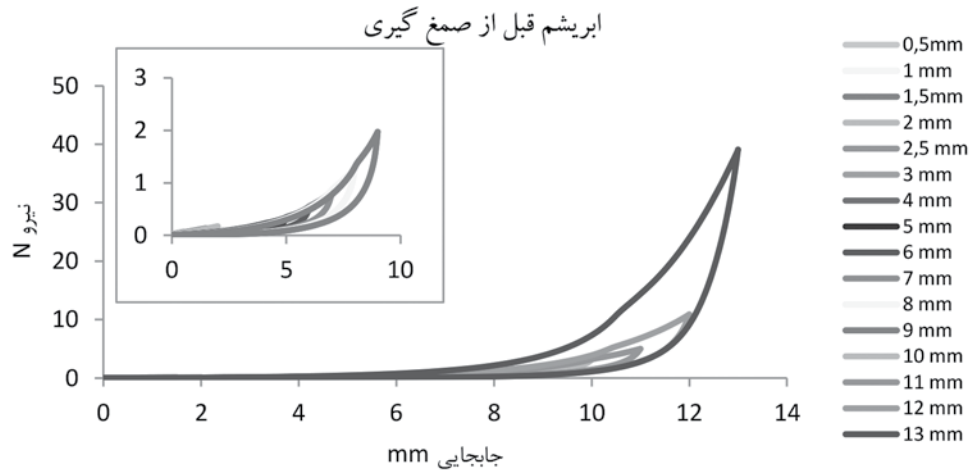 ابریشم قبل از صمغ گیری
3
2
1
0
0 5 10
50
40
30
20
10
0
نیرو N
0 2 4 6 8 10 12 14
جابجایی mm
0,5mm
1 mm
1,5mm
2 mm
2,5 mm
3 mm
4 mm
5 mm
6 mm
7 mm
8 mm
9 mm
10 mm
11 mm
12 mm
13 mm